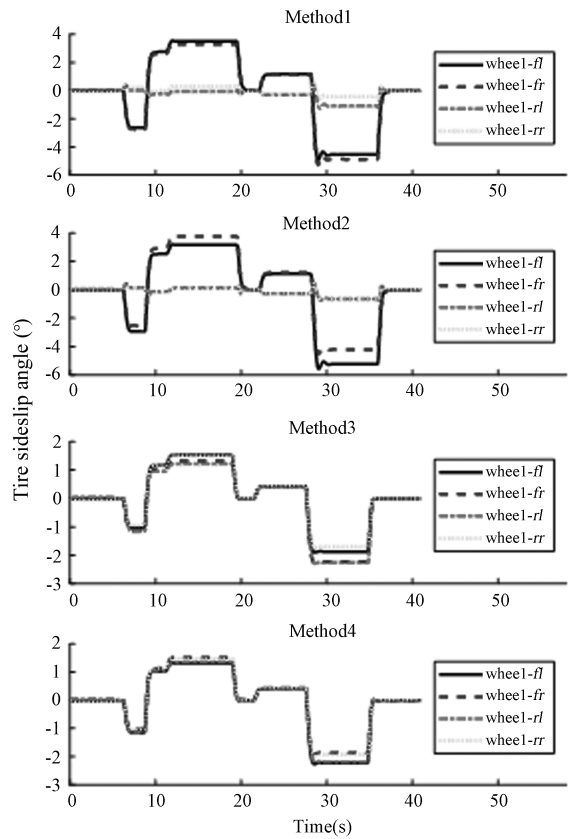 Method1
4
2
0
-2
-4
-6
0 10 20 30 40 50
whee1-fl
whee1-fr
whee1-rl
whee1-rr
Method2
4
2
0
-2
-4
-6
0 10 20 30 40 50
whee1-fl
whee1-fr
whee1-rl
whee1-rr
Tire sideslip angle (°)
Method3
2
1
0
-1
-2
-3
0 10 20 30 40 50
whee1-fl
whee1-fr
whee1-rl
whee1-rr
Method4
2
1
0
-1
-2
-3
0 10 20 30 40 50
whee1-fl
whee1-fr
whee1-rl
whee1-rr
Time(s)